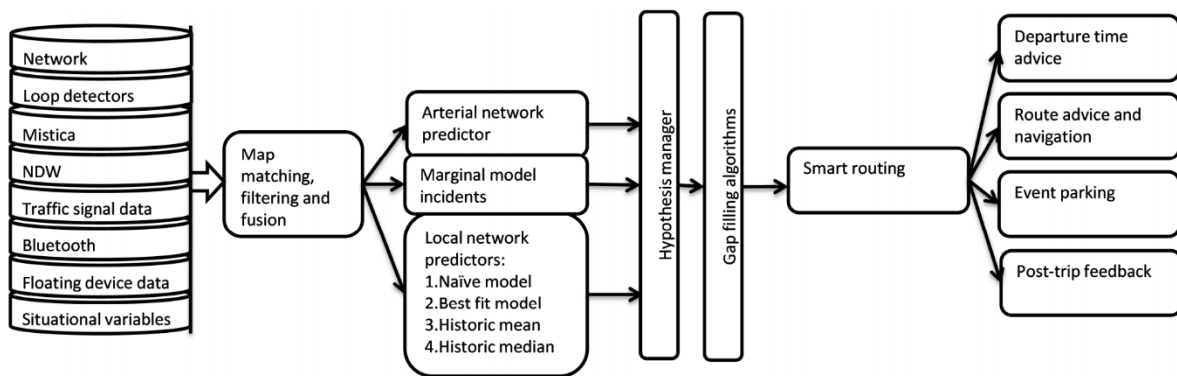 Network
Loop detectors
Mistica
NDW
Traffic signal data
Bluetooth
Floating device data
Situational variables
Map
matching,
filtering and
fusion
Arterial network
predictor
Marginal model
incidents
Local network
predictors:
1.Naïve model
2.Best fit model
3.Historic mean
4.Historic median
Hypothesis manager
Gap filling algorithms
Smart routing
Departure time
advice
Route advice and
navigation
Event parking
Post-trip feedback